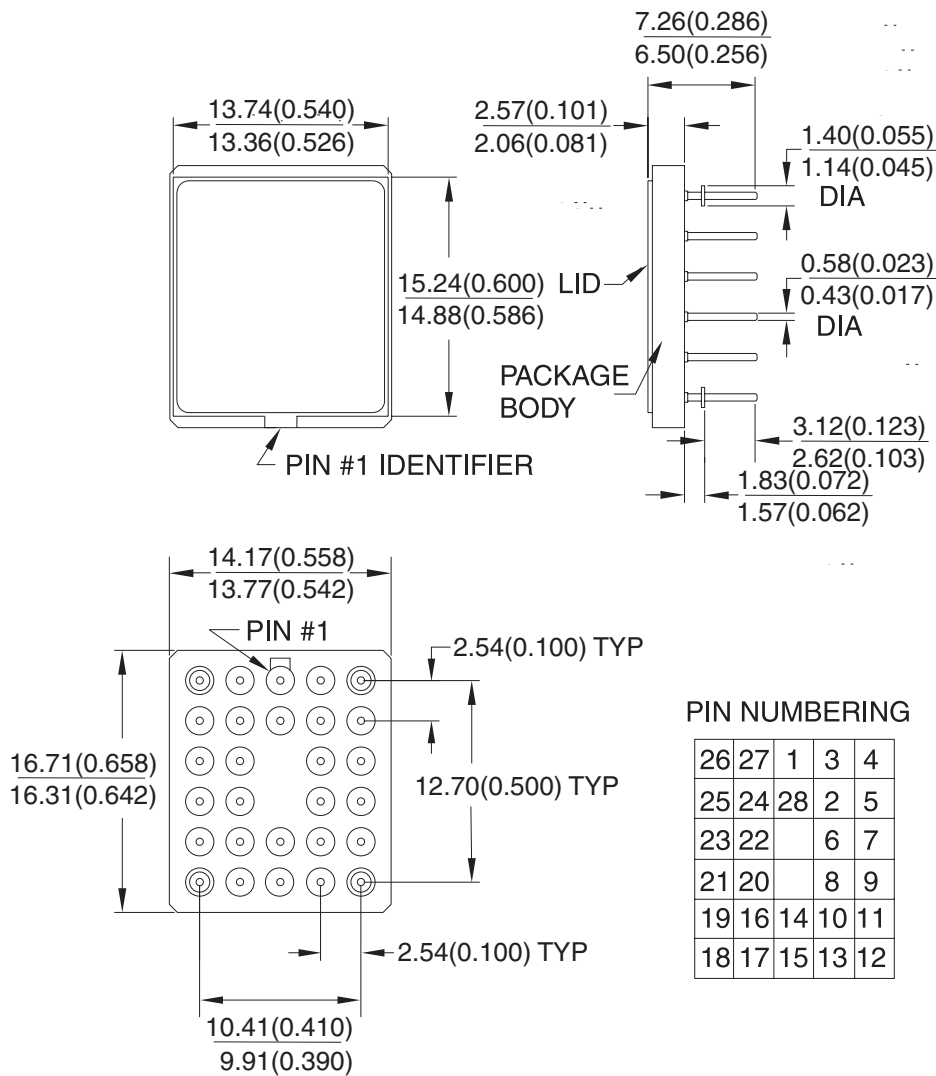 7.26(0.286)
6.50(0.256)
13.74(0.540)
13.36(0.526)
2.57(0.101)
2.06(0.081)
1.40(0.055)
1.14(0.045)
DIA
15.24(0.600)
14.88(0.586)
LID
0.58(0.023)
0.43(0.017)
DIA
PACKAGE
BODY
3.12(0.123)
2.62(0.103)
PIN #1 IDENTIFIER
1.83(0.072)
1.57(0.062)
14.17(0.558)
13.77(0.542)
PIN #1
2.54(0.100) TYP
16.71(0.658)
16.31(0.642)
12.70(0.500) TYP
2.54(0.100) TYP
10.41(0.410)
9.91(0.390)
PIN NUMBERING
26 27 1 3 4
25 24 28 2 5
23 22 6 7
21 20 8 9
19 16 14 10 11
18 17 15 13 12